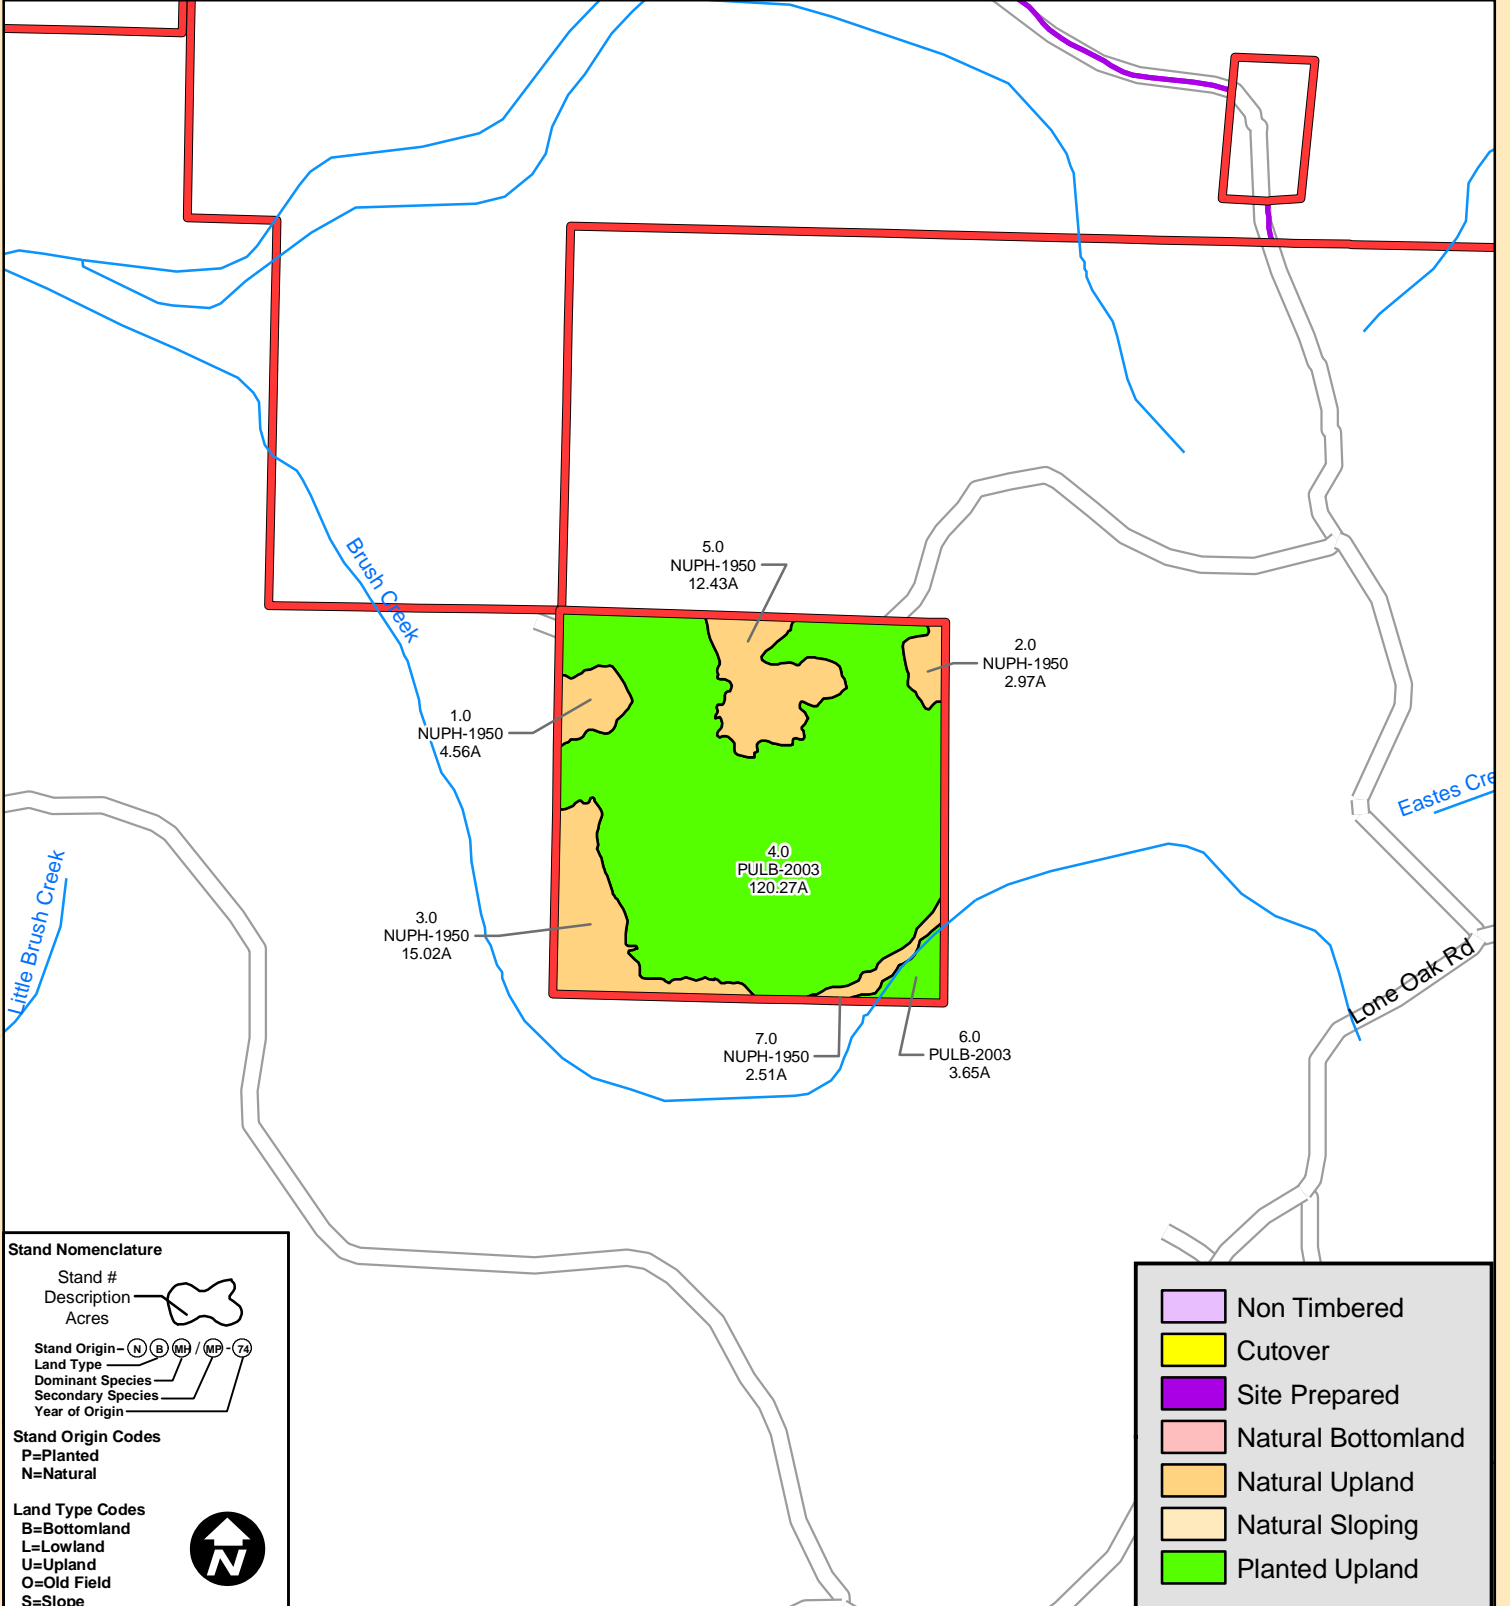 5.0
NUPH-1950
12.43A
2.0
NUPH-1950
2.97A
Brush Creek
1.0
NUPH-1950
4.56A
Eastes Cre
4.0
PULB-2003
120.27A
Little Brush Creek
3.0
NUPH-1950
15.02A
Lone Oak Rd
7.0
NUPH-1950
2.51A
6.0
PULB-2003
3.65A
Stand Nomenclature
Stand #
Description
Acres
Stand Origin- N B MH / MP - 74
Land Type
Dominant Species
Secondary Species
Year of Origin
Stand Origin Codes
P=Planted
N=Natural
Land Type Codes
B=Bottomland
L=Lowland
U=Upland
O=Old Field
S=Slope
N
Non Timbered
Cutover
Site Prepared
Natural Bottomland
Natural Upland
Natural Sloping
Planted Upland